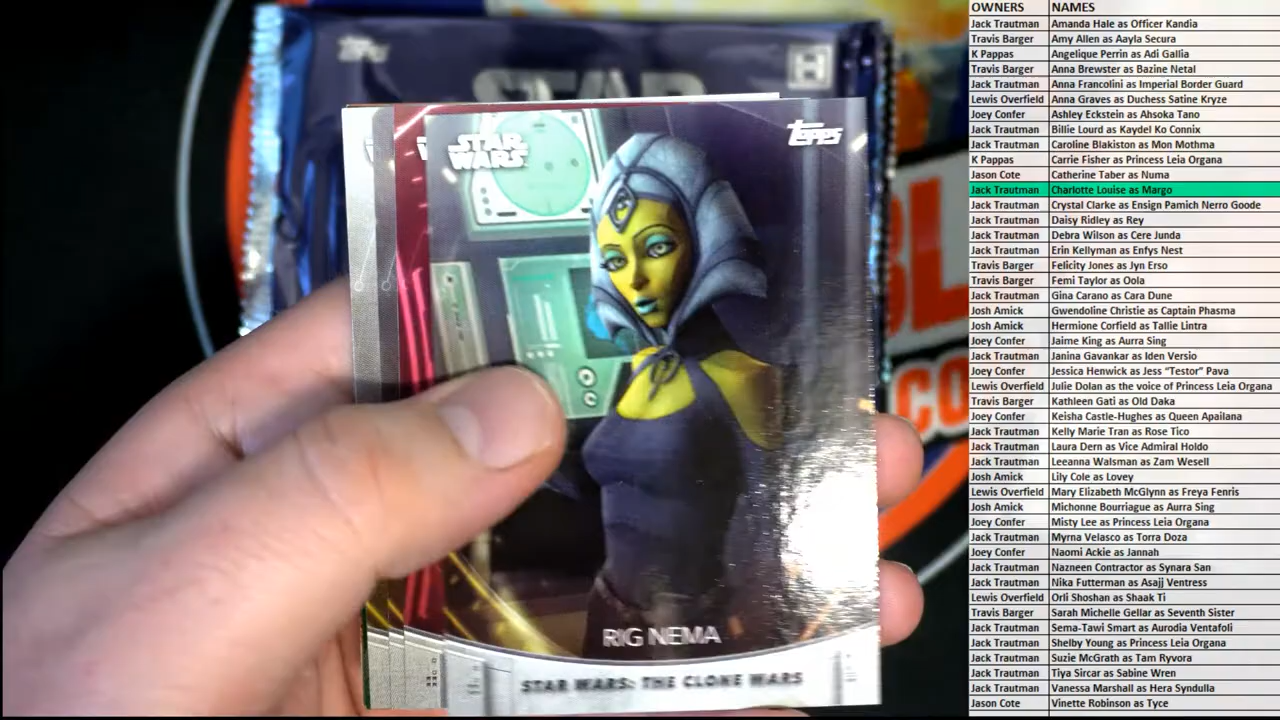 STAR
STAR
WARS
topps
RIG NEMA
STAR WARS: THE CLONE WARS
OWNERS NAMES
Jack Trautman Amanda Hale as Officer Kandia
Travis Barger Amy Allen as Aayla Secura
K Pappas Angelique Perrin as Adi Gallia
Travis Barger Anna Brewster as Bazine Netal
Jack Trautman Anna Francolini as Imperial Border Guard
Lewis Overfield Anna Graves as Duchess Satine Kryze
Joey Confer Ashley Eckstein as Ahsoka Tano
Jack Trautman Billie Lourd as Kaydel Ko Connix
Jack Trautman Caroline Blakiston as Mon Mothma
K Pappas Carrie Fisher as Princess Leia Organa
Jason Cote Catherine Taber as Numa
Jack Trautman Charlotte Louise as Margo
Jack Trautman Crystal Clarke as Ensign Pamich Nerro Goode
Jack Trautman Daisy Ridley as Rey
Jack Trautman Debra Wilson as Cere Junda
Jack Trautman Erin Kellyman as Enfys Nest
Travis Barger Felicity Jones as Jyn Erso
Travis Barger Femi Taylor as Oola
Jack Trautman Gina Carano as Cara Dune
Josh Amick Gwendoline Christie as Captain Phasma
Josh Amick Hermione Corfield as Tallie Lintra
Joey Confer Jaime King as Aurra Sing
Jack Trautman Janina Gavankar as Iden Versio
Joey Confer Jessica Henwick as Jess “Testor” Pava
Lewis Overfield Julie Dolan as the voice of Princess Leia Organa
Travis Barger Kathleen Gati as Old Daka
Joey Confer Keisha Castle-Hughes as Queen Apailana
Jack Trautman Kelly Marie Tran as Rose Tico
Jack Trautman Laura Dern as Vice Admiral Holdo
Jack Trautman Leeanna Walsman as Zam Wesell
Josh Amick Lily Cole as Lovey
Lewis Overfield Mary Elizabeth McGlynn as Freya Fenris
Josh Amick Michonne Bourriague as Aurra Sing
Joey Confer Misty Lee as Princess Leia Organa
Jack Trautman Myrna Velasco as Torra Doza
Joey Confer Naomi Ackie as Jannah
Jack Trautman Nazneen Contractor as Synara San
Jack Trautman Nika Futterman as Asajj Ventress
Lewis Overfield Orli Shoshan as Shaak Ti
Travis Barger Sarah Michelle Gellar as Seventh Sister
Jack Trautman Sema-Tawi Smart as Aurodia Ventafoli
Jack Trautman Shelby Young as Princess Leia Organa
Jack Trautman Suzie McGrath as Tam Ryvora
Jack Trautman Tiya Sircar as Sabine Wren
Jack Trautman Vanessa Marshall as Hera Syndulla
Jason Cote Vinette Robinson as Tyce